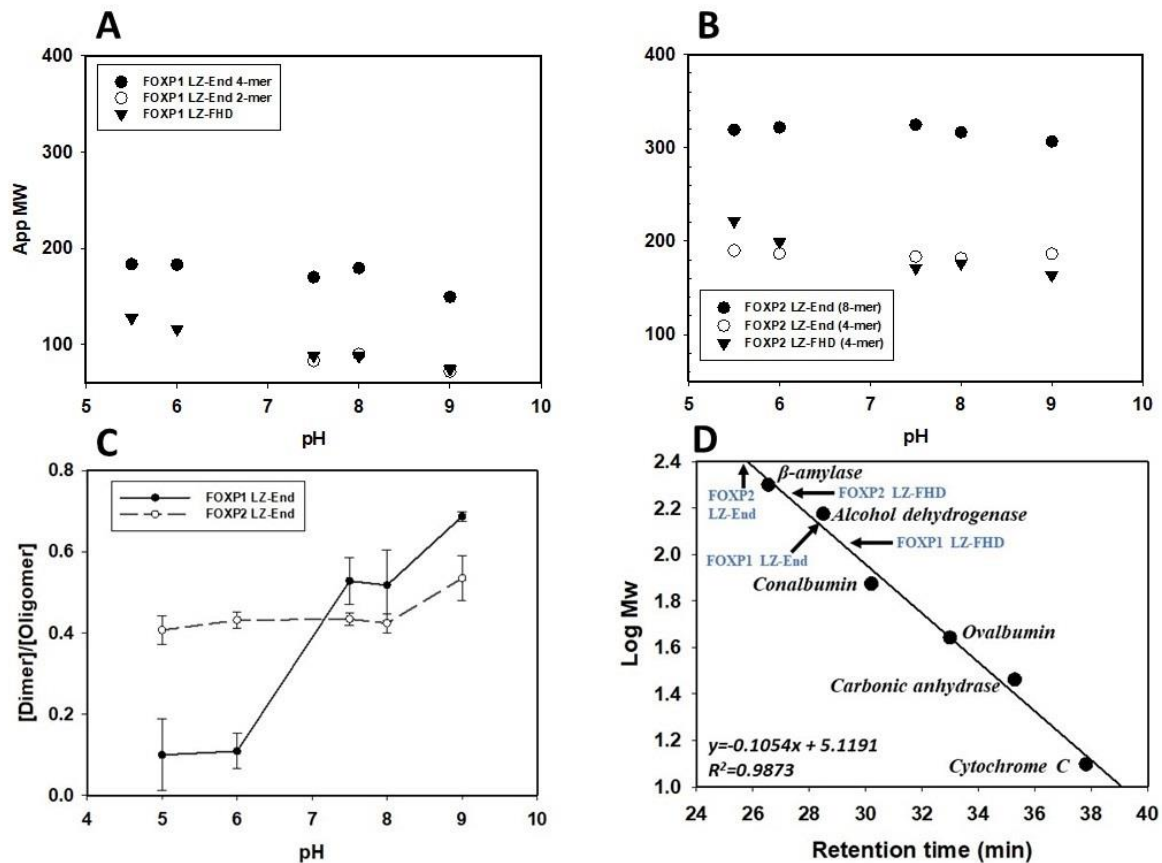 A
400
300
200
100
App MW
FOXP1 LZ-End 4-mer
FOXP1 LZ-End 2-mer
FOXP1 LZ-FHD
5 6 7 8 9 10
pH
B
400
300
200
100
FOXP2 LZ-End (8-mer)
FOXP2 LZ-End (4-mer)
FOXP2 LZ-FHD (4-mer)
5 6 7 8 9 10
pH
C
0.8
0.6
0.4
0.2
0.0
[Dimer]/[Oligomer]
FOXP1 LZ-End
FOXP2 LZ-End
4 5 6 7 8 9 10
pH
D
2.4
2.2
2.0
1.8
1.6
1.4
1.2
1.0
Log Mw
β-amylase
FOXP2
LZ-End
FOXP2 LZ-FHD
Alcohol dehydrogenase
FOXP1 LZ-End
FOXP1 LZ-FHD
Conalbumin
Ovalbumin
Carbonic anhydrase
Cytochrome C
y=-0.1054x + 5.1191
R²=0.9873
24 26 28 30 32 34 36 38 40
Retention time (min)